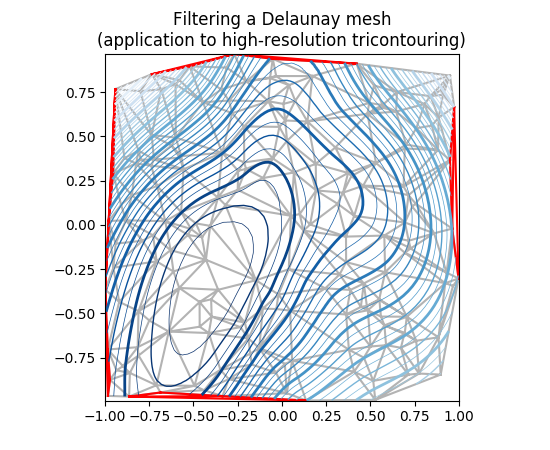 Filtering a Delaunay mesh
(application to high-resolution tricontouring)
0.75
0.50
0.25
0.00
−0.25
−0.50
−0.75
−1.00 −0.75 −0.50 −0.25 0.00 0.25 0.50 0.75 1.00